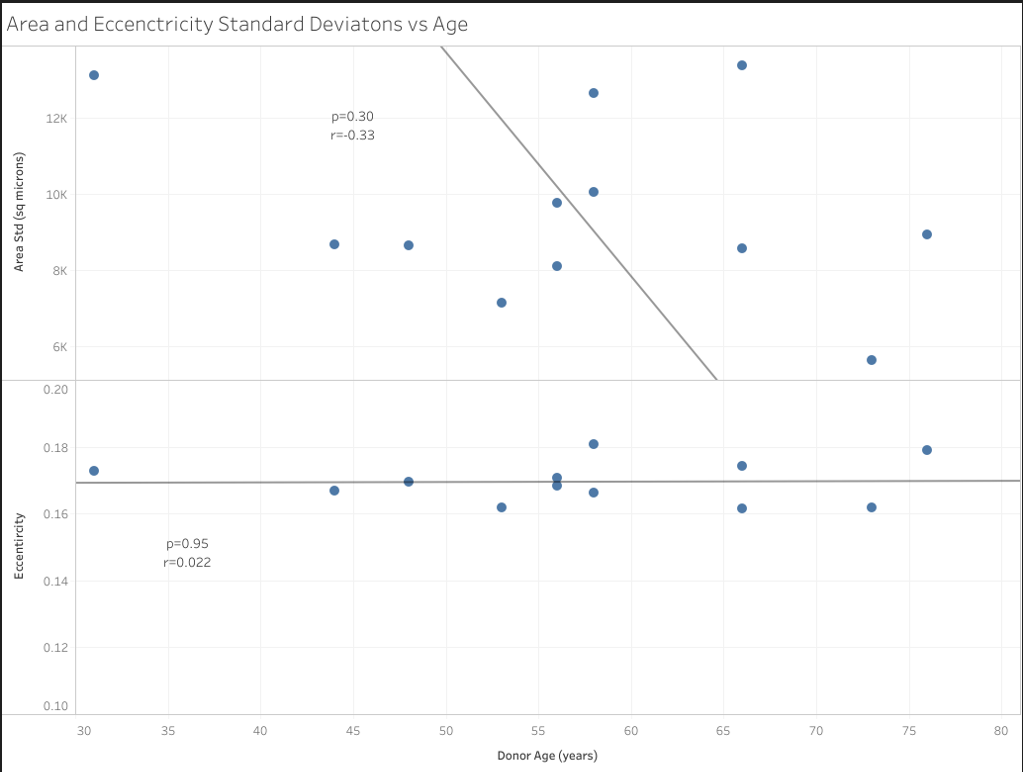 Area and Eccenctricity Standard Deviatons vs Age
12K
10K
8K
6K
Area Std (sq microns)
p=0.30
r=-0.33
0.20
0.18
0.16
0.14
0.12
0.10
Eccentircity
p=0.95
r=0.022
30 35 40 45 50 55 60 65 70 75 80
Donor Age (years)